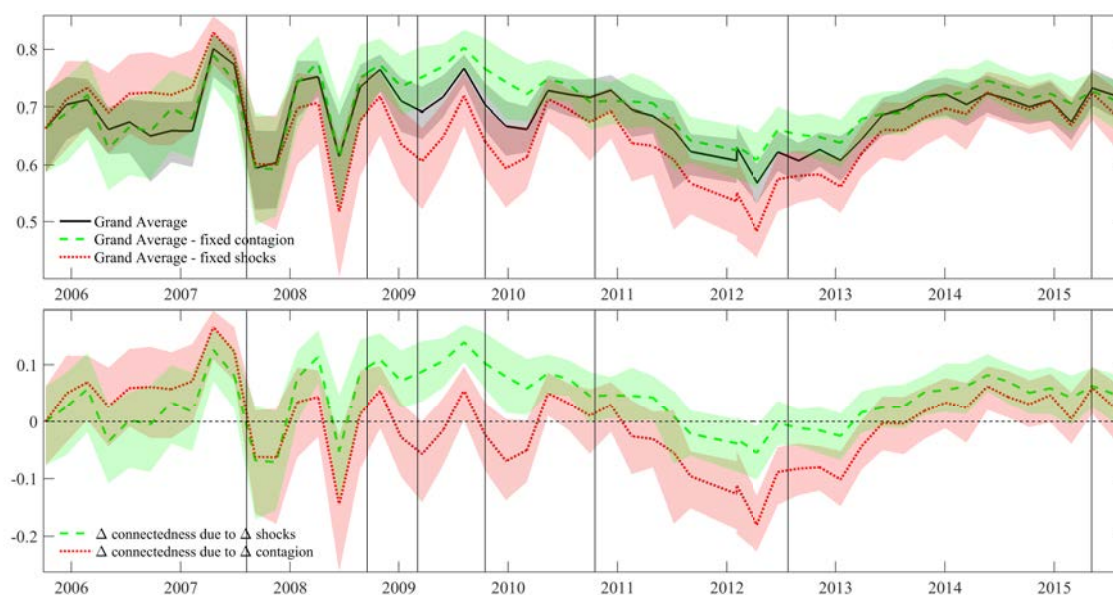 0.8
0.7
0.6
0.5
Grand Average
Grand Average - fixed contagion
Grand Average - fixed shocks
2006 2007 2008 2009 2010 2011 2012 2013 2014 2015
0.1
0
-0.1
-0.2
Δ connectedness due to Δ shocks
Δ connectedness due to Δ contagion
2006 2007 2008 2009 2010 2011 2012 2013 2014 2015